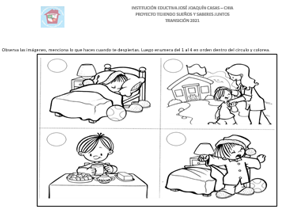 INSTITUCIÓN EDUCTIVA JOSÉ JOAQUÍN CASAS – CHIA
PROYECTO TEJIENDO SUEÑOS Y SABERES JUNTOS
TRANSICIÓN 2021
Observa las imágenes, menciona lo que haces cuando te despiertas. Luego enumera del 1 al 4 en orden dentro del círculo y colorea.